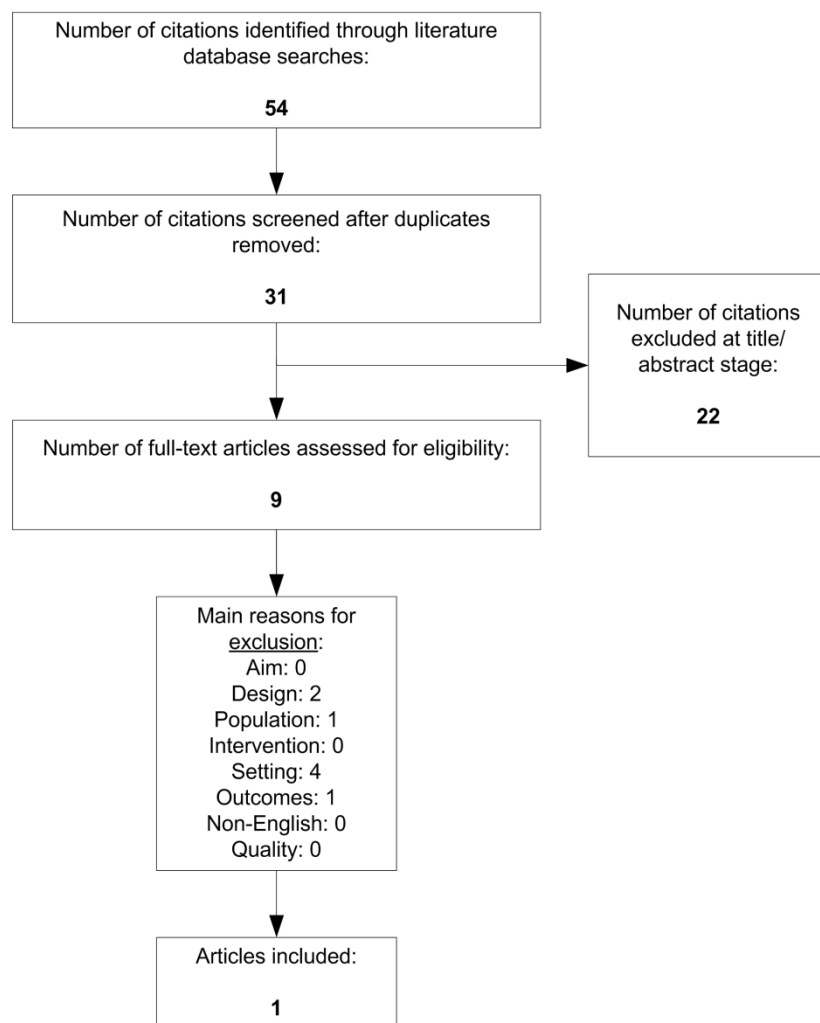 Number of citations identified through literature
database searches:
54
Number of citations screened after duplicates
removed:
31
Number of citations
excluded at title/
abstract stage:
22
Number of full-text articles assessed for eligibility:
9
Main reasons for
exclusion:
Aim: 0
Design: 2
Population: 1
Intervention: 0
Setting: 4
Outcomes: 1
Non-English: 0
Quality: 0
Articles included:
1